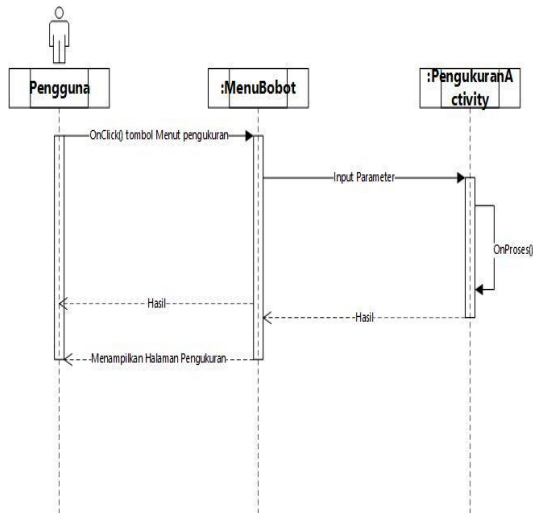 Pengguna
:MenuBobot
:PengukuranA
ctivity
OnClick() tombol Menut pengukuran
Input Parameter
OnProses()
Hasil
Hasil
Menampilkan Halaman Pengukuran